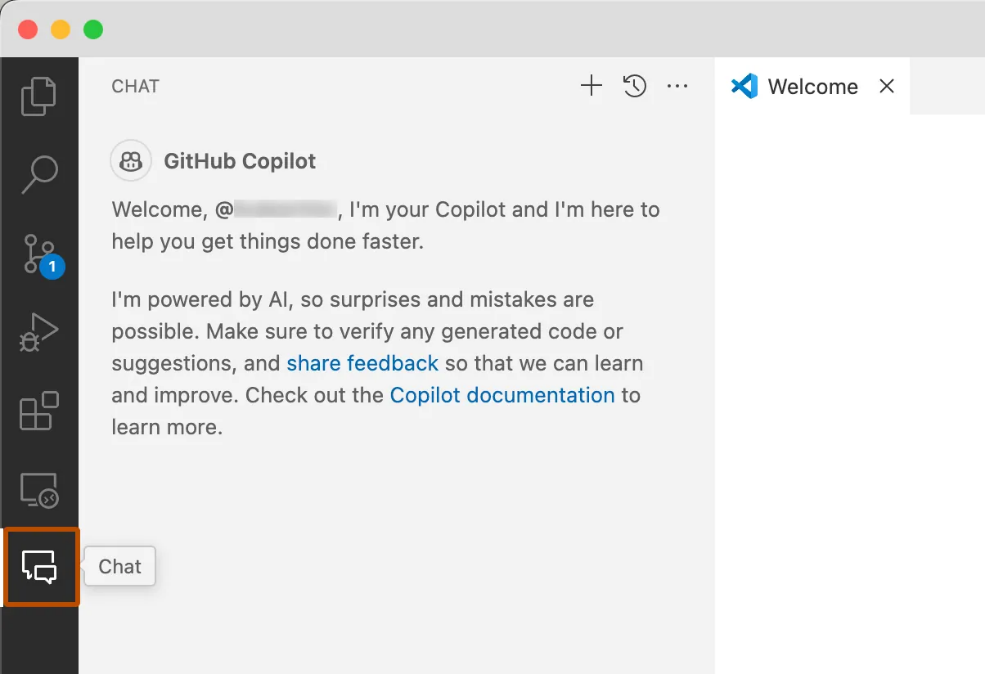 CHAT
Welcome
GitHub Copilot
Welcome, @, I'm your Copilot and I'm here to
help you get things done faster.
I'm powered by AI, so surprises and mistakes are
possible. Make sure to verify any generated code or
suggestions, and share feedback so that we can learn
and improve. Check out the Copilot documentation to
learn more.
1
Chat